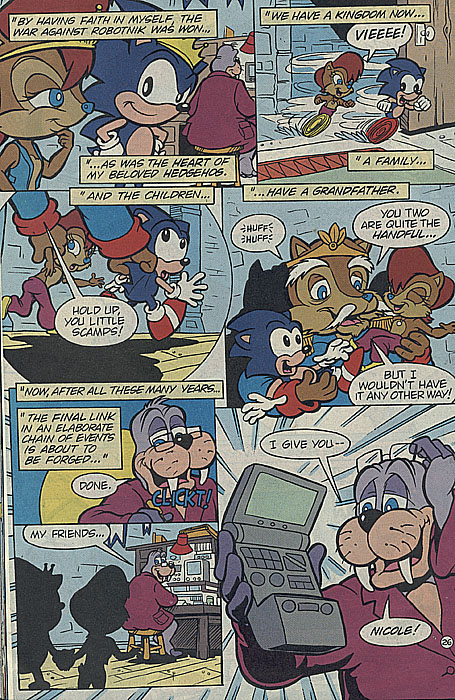 "BY HAVING FAITH IN MYSELF, THE
WAR AGAINST ROBOTNIK WAS WON...
"...AS WAS THE HEART OF
MY BELOVED HEDGEHOG.
"WE HAVE A KINGDOM NOW...
VIEEEE!
"A FAMILY...
"AND THE CHILDREN...
HOLD UP,
YOU LITTLE
SCAMPS!
"...HAVE A GRANDFATHER.
HUFF
HUFF
YOU TWO
ARE QUITE THE
HANDFUL...
BUT I
WOULDN'T HAVE
IT ANY OTHER WAY!
"NOW, AFTER ALL THESE MANY YEARS..
"THE FINAL LINK
IN AN ELABORATE
CHAIN OF EVENTS
IS ABOUT TO
BE FORGED..."
DONE.
CLICKT!
MY FRIENDS...
I GIVE YOU--
NICOLE!
26